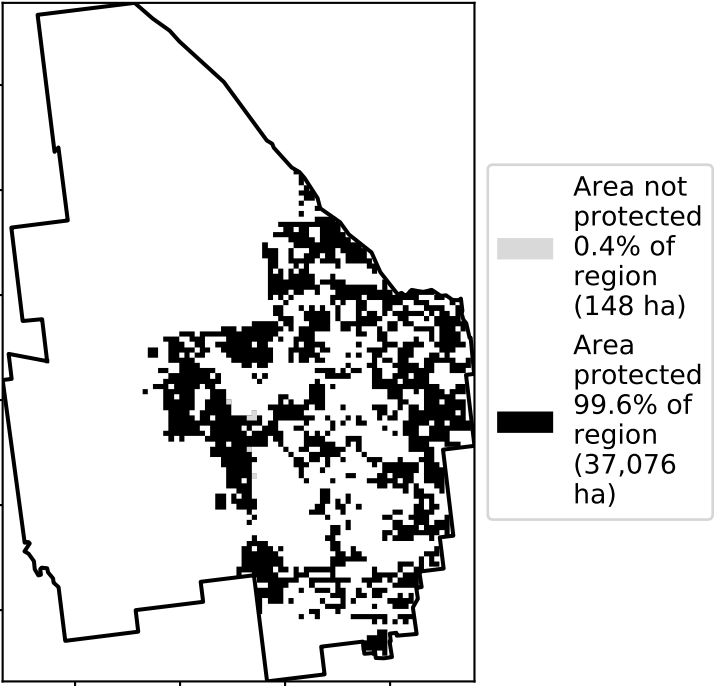 Area not
protected
0.4% of
region
(148 ha)
Area
protected
99.6% of
region
(37,076
ha)